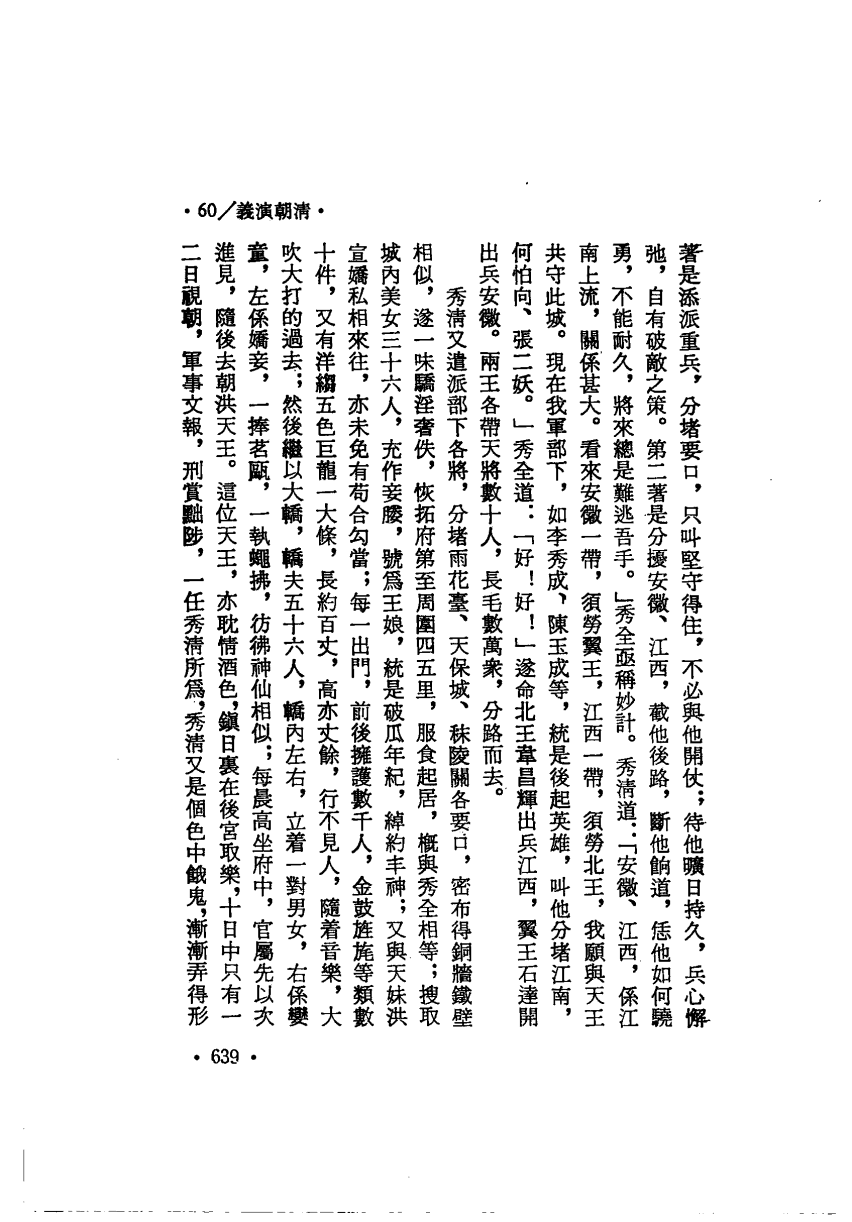 •60／義演朝清•
著是添派重兵，分堵要口，只叫堅守得住，不必與他開仗；待他曠日持久，兵心懈
弛，自有破敵之策。第二著是分擾安徽、江西，截他後路，斷他餉道，恁他如何驍
勇，不能耐久，將來總是難逃吾手。」秀全亟稱妙計。秀清道：「安徽、江西，係江
南上流，關係甚大。看來安徽一帶，須勞翼王，江西一帶，須勞北王，我願與天王
共守此城。現在我軍部下，如李秀成、陳玉成等，統是後起英雄，叫他分堵江南，
何怕向、張二妖。」秀全道：「好！好！」遂命北王韋昌輝出兵江西，翼王石達開
出兵安徽。兩王各帶天將數十人，長毛數萬衆，分路而去。
秀清又遣派部下各將，分堵雨花臺、天保城、秣陵關各要口，密布得銅牆鐵壁
相似，遂一味驕淫奢佚，恢拓府第至周圍四五里，服食起居，概與秀全相等；搜取
城內美女三十六人，充作妾媵，號爲王娘，統是破瓜年紀，綽約丰神；又與天妹洪
宣嬌私相來往，亦未免有苟合勾當；每一出門，前後擁護數千人，金鼓旌旄等類數
十件，又有洋縐五色巨龍一大條，長約百丈，高亦丈餘，行不見人，隨着音樂，大
吹大打的過去；然後繼以大轎，轎夫五十六人，轎內左右，立着一對男女，右係孌
童，左係嬌妾，一捧茗甌，一執蠅拂，彷彿神仙相似；每晨高坐府中，官屬先以次
進見，隨後去朝洪天王。這位天王，亦耽情酒色，鎭日裏在後宮取樂，十日中只有一
二日視朝，軍事文報，刑賞黜陟，一任秀清所爲，秀清又是個色中餓鬼，漸漸弄得形
•639•